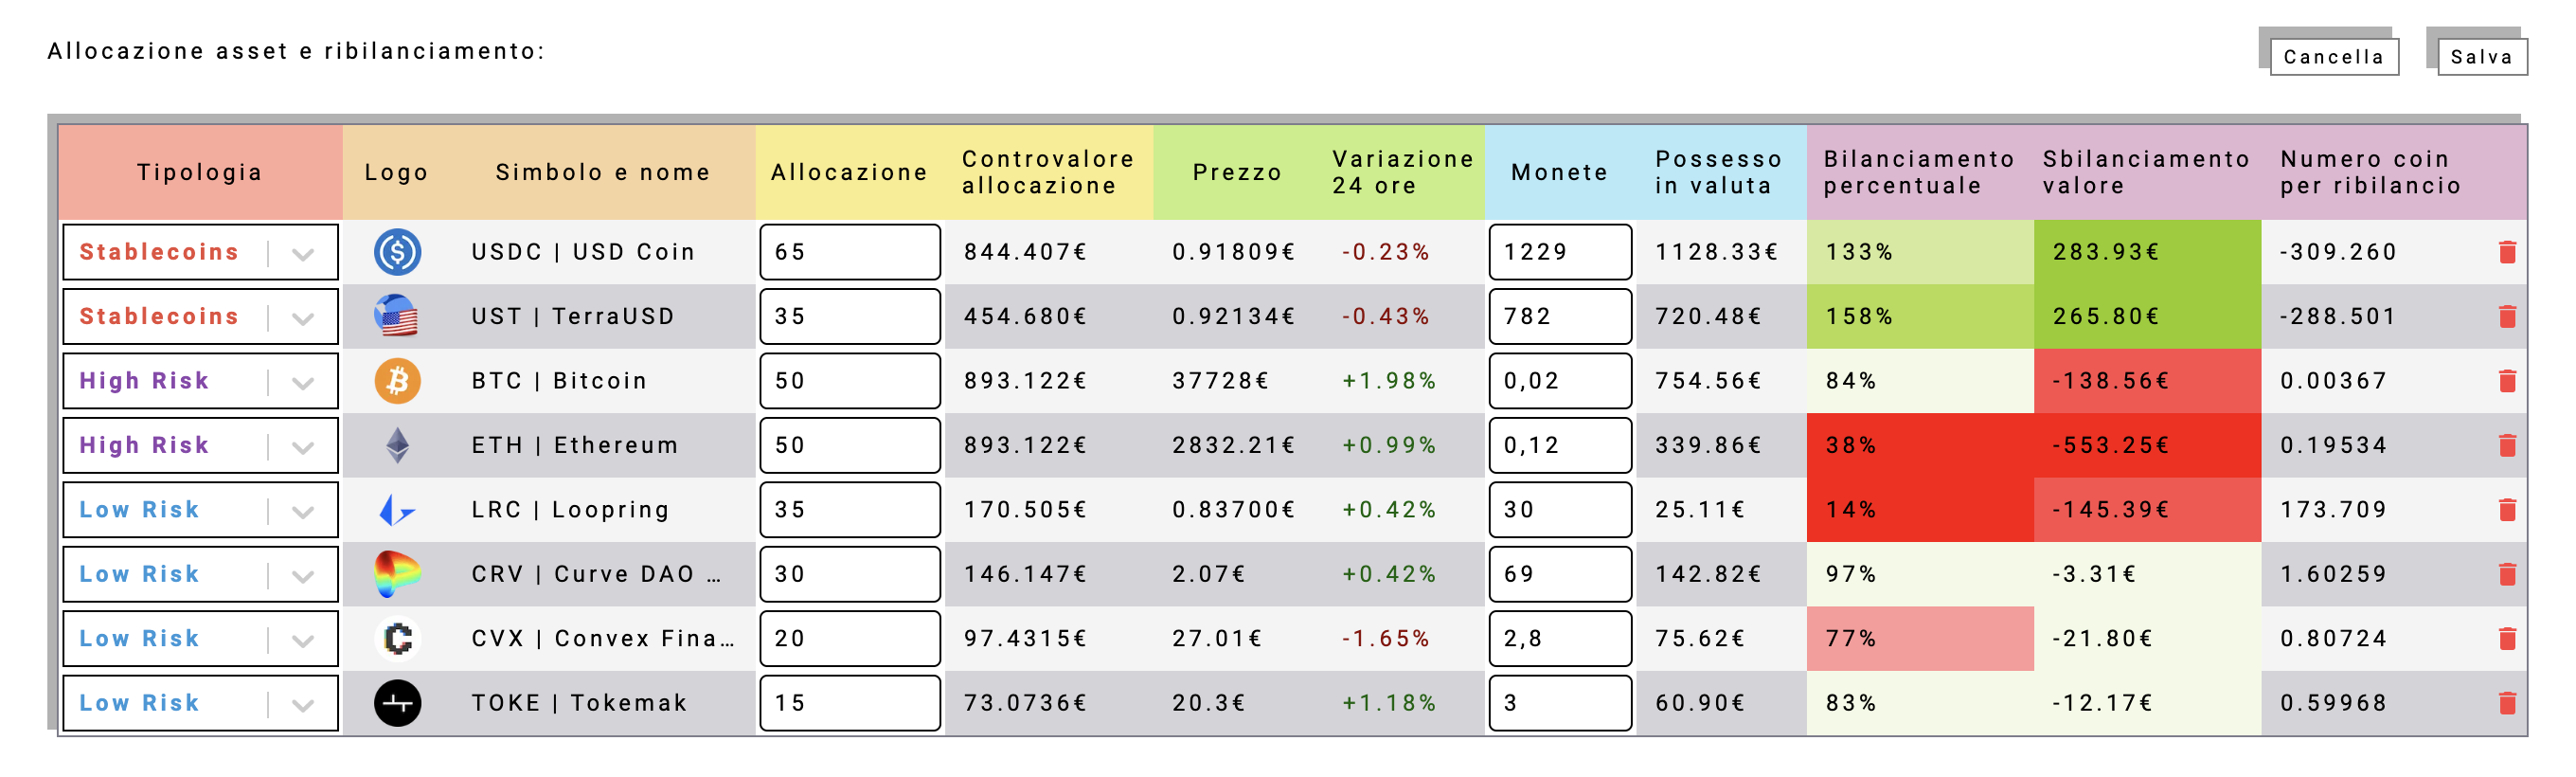 Allocazione asset e ribilanciamento:
Cancella Salva
Tipologia Logo Simbolo e nome Allocazione Controvalore allocazione Prezzo Variazione 24 ore Monete Possesso in valuta Bilanciamento percentuale Sbilanciamento valore Numero coin per ribilancio
Stablecoins USDC | USD Coin 65 844.407€ 0.91809€ -0.23% 1229 1128.33€ 133% 283.93€ -309.260
Stablecoins UST | TerraUSD 35 454.680€ 0.92134€ -0.43% 782 720.48€ 158% 265.80€ -288.501
High Risk BTC | Bitcoin 50 893.122€ 37728€ +1.98% 0,02 754.56€ 84% -138.56€ 0.00367
High Risk ETH | Ethereum 50 893.122€ 2832.21€ +0.99% 0,12 339.86€ 38% -553.25€ 0.19534
Low Risk LRC | Loopring 35 170.505€ 0.83700€ +0.42% 30 25.11€ 14% -145.39€ 173.709
Low Risk CRV | Curve DAO ... 30 146.147€ 2.07€ +0.42% 69 142.82€ 97% -3.31€ 1.60259
Low Risk CVX | Convex Fina... 20 97.4315€ 27.01€ -1.65% 2,8 75.62€ 77% -21.80€ 0.80724
Low Risk TOKE | Tokemak 15 73.0736€ 20.3€ +1.18% 3 60.90€ 83% -12.17€ 0.59968